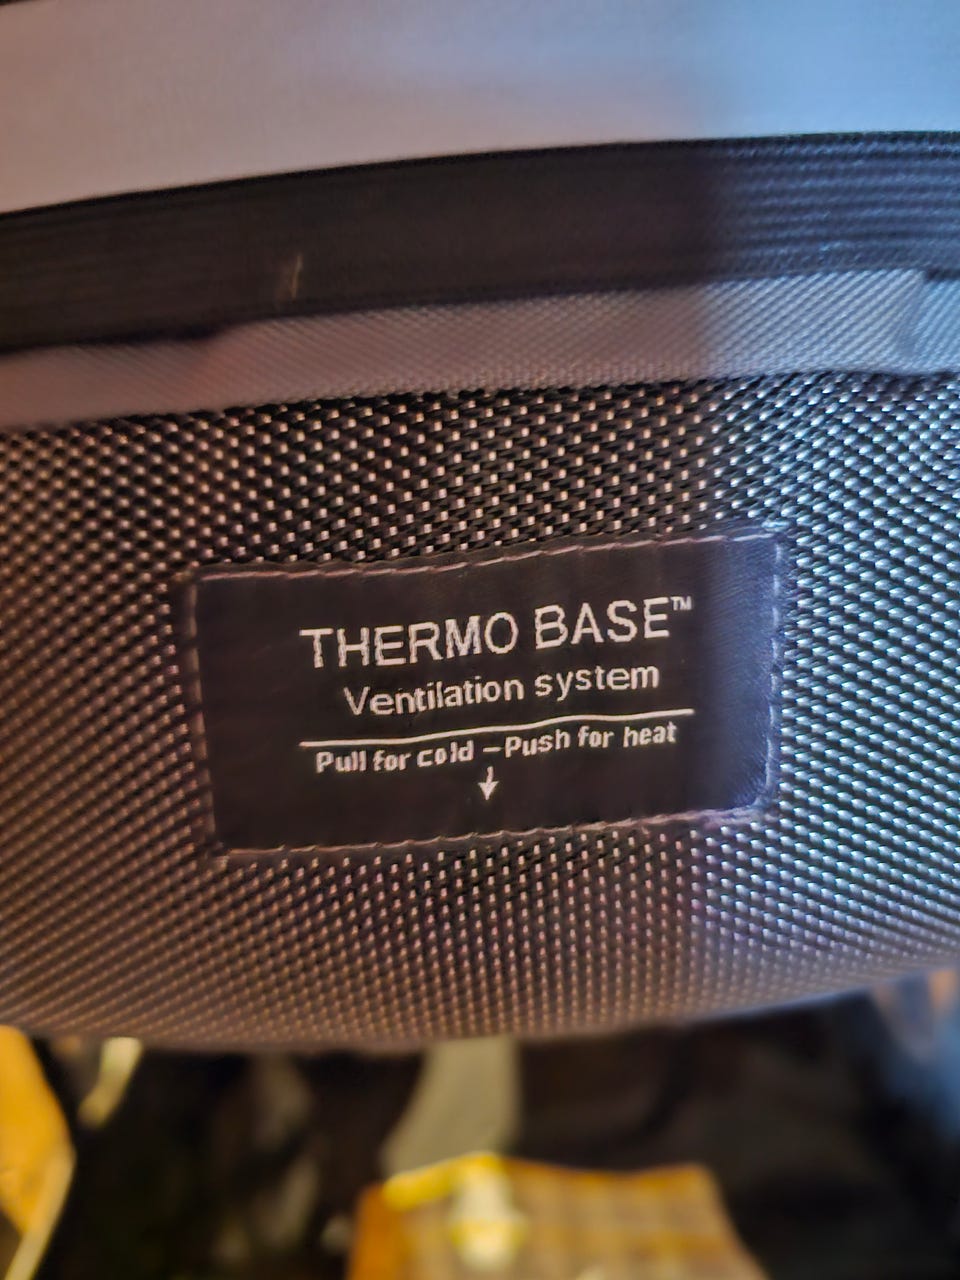 THERMO BASE™
Ventilation system
Pull for cold - Push for heat